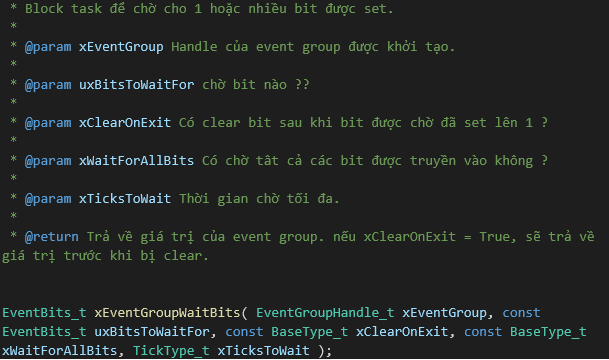 * Block task để chờ cho 1 hoặc nhiều bit được set.
*
* @param xEventGroup Handle của event group được khởi tạo.
*
* @param uxBitsToWaitFor chờ bit nào ??
*
* @param xClearOnExit Có clear bit sau khi bit được chờ đã set lên 1 ?
*
* @param xWaitForAllBits Có chờ tât cả các bit được truyền vào không ?
*
* @param xTicksToWait Thời gian chờ tối đa.
*
* @return Trả về giá trị của event group. nếu xClearOnExit = True, sẽ trả về
giá trị trước khi bị clear.
EventBits_t xEventGroupWaitBits( EventGroupHandle_t xEventGroup, const
EventBits_t uxBitsToWaitFor, const BaseType_t xClearOnExit, const BaseType_t
xWaitForAllBits, TickType_t xTicksToWait );